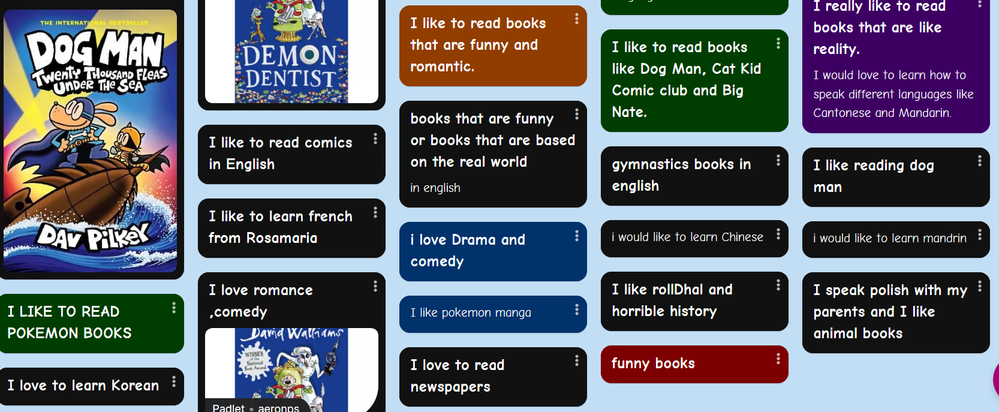 THE INTERNATIONAL BESTSELLER
DOG MAN
TWENTY THOUSAND FLEAS
UNDER THE SEA
DAV PILKEY
I LIKE TO READ
POKEMON BOOKS
I love to learn Korean
DEMON
DENTIST
I like to read comics
in English
I like to learn french
from Rosamaria
I love romance
,comedy
David Walliams
WINNER
of the
National
Book Award
Padlet • aeronps
I like to read books
that are funny and
romantic.
books that are funny
or books that are based
on the real world
in english
i love Drama and
comedy
I like pokemon manga
I love to read
newspapers
I like to read books
like Dog Man, Cat Kid
Comic club and Big
Nate.
gymnastics books in
english
i would like to learn Chinese
I like rollDhal and
horrible history
funny books
I really like to read
books that are like
reality.
I would love to learn how to
speak different languages like
Cantonese and Mandarin.
I like reading dog
man
i would like to learn mandrin
I speak polish with my
parents and I like
animal books